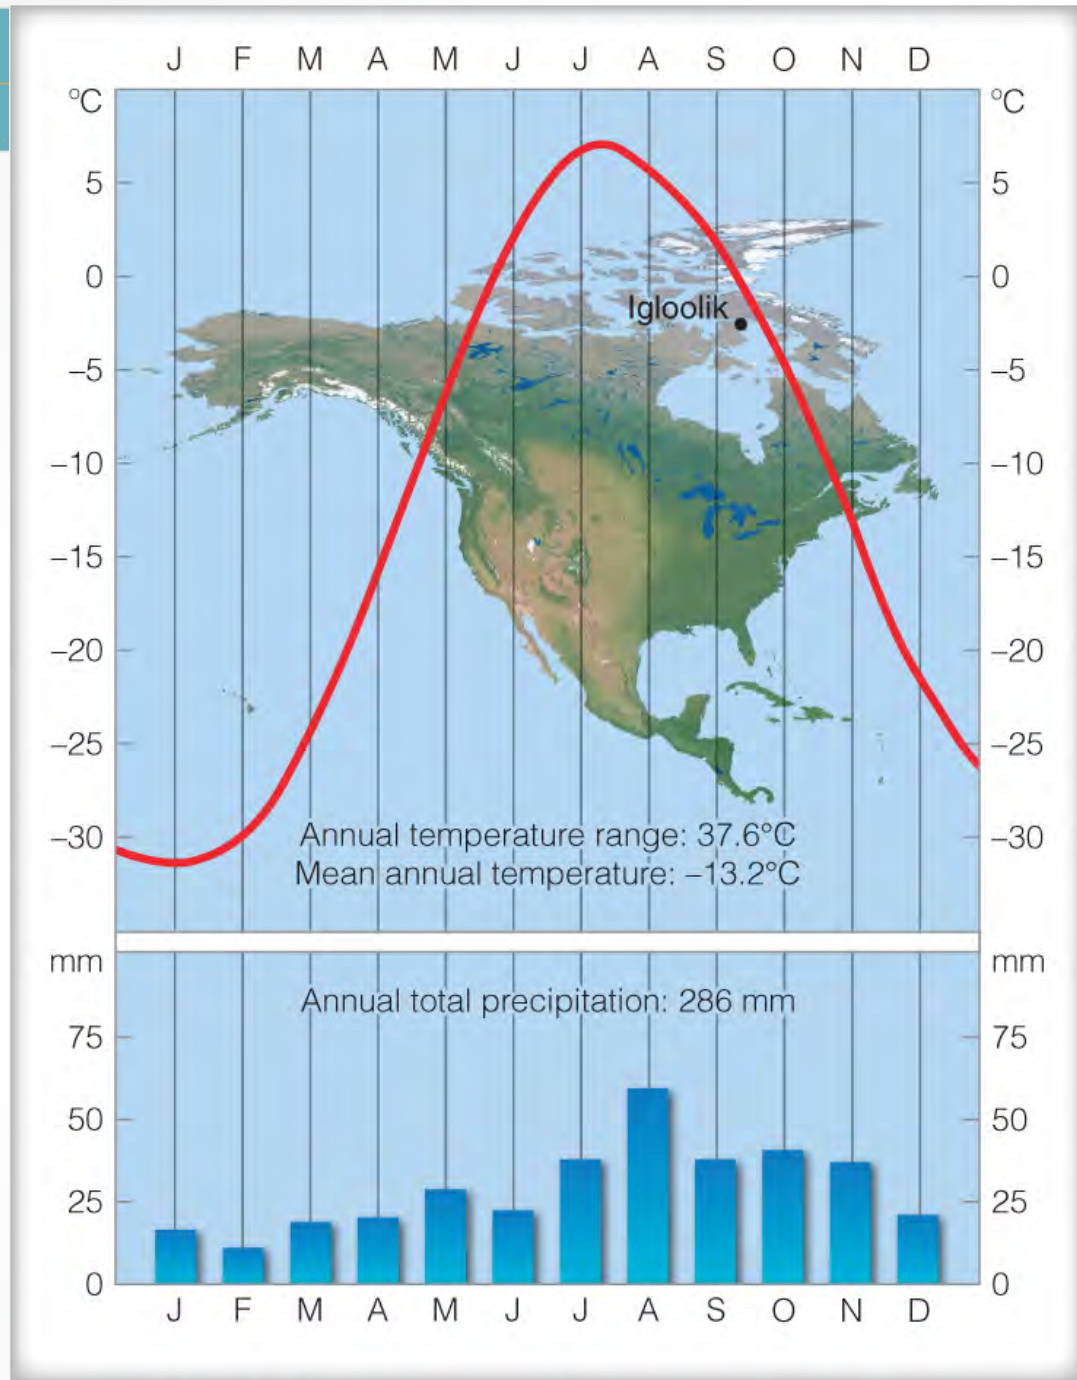 J F M A M J J A S O N D
°C °C
5 5
0 0
Igloolik
–5 –5
–10 –10
–15 –15
–20 –20
–25 –25
–30 –30
Annual temperature range: 37.6°C
Mean annual temperature: –13.2°C
mm mm
Annual total precipitation: 286 mm
75 75
50 50
25 25
0 0
J F M A M J J A S O N D